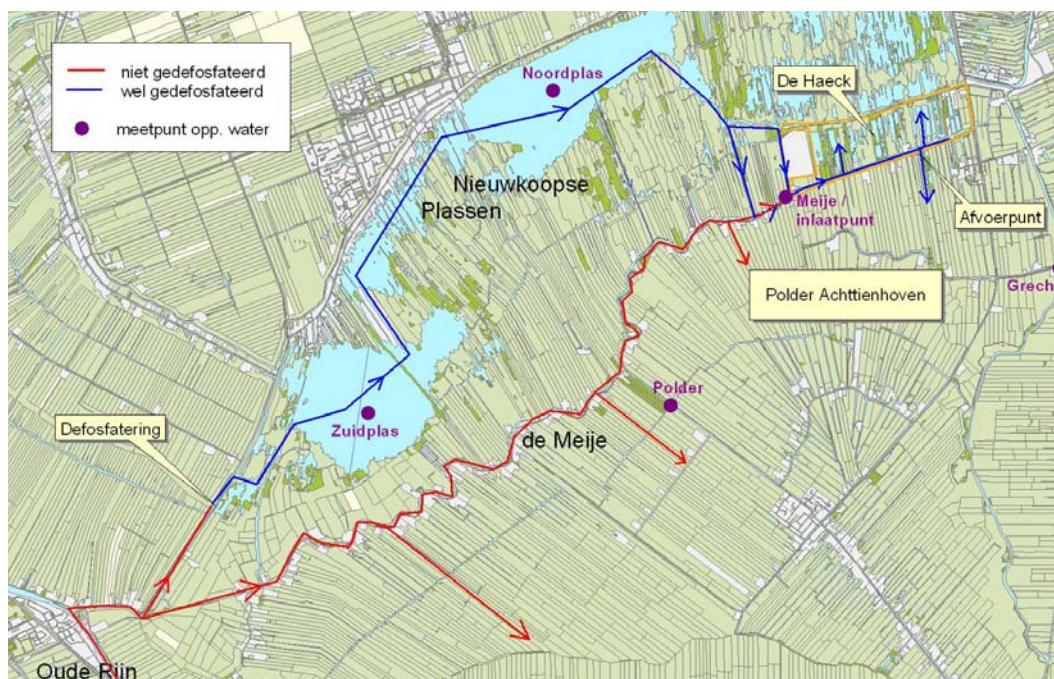 niet gedefosfateerd
wel gedefosfateerd
meetpunt opp. water
Noordplas
De Haeck
Nieuwkoopse
Plassen
Meije /
inlaatpunt
Afvoerpunt
Polder Achttienhoven
Grech
Polder
Defosfatering
Zuidplas
de Meije
Oude Rijn